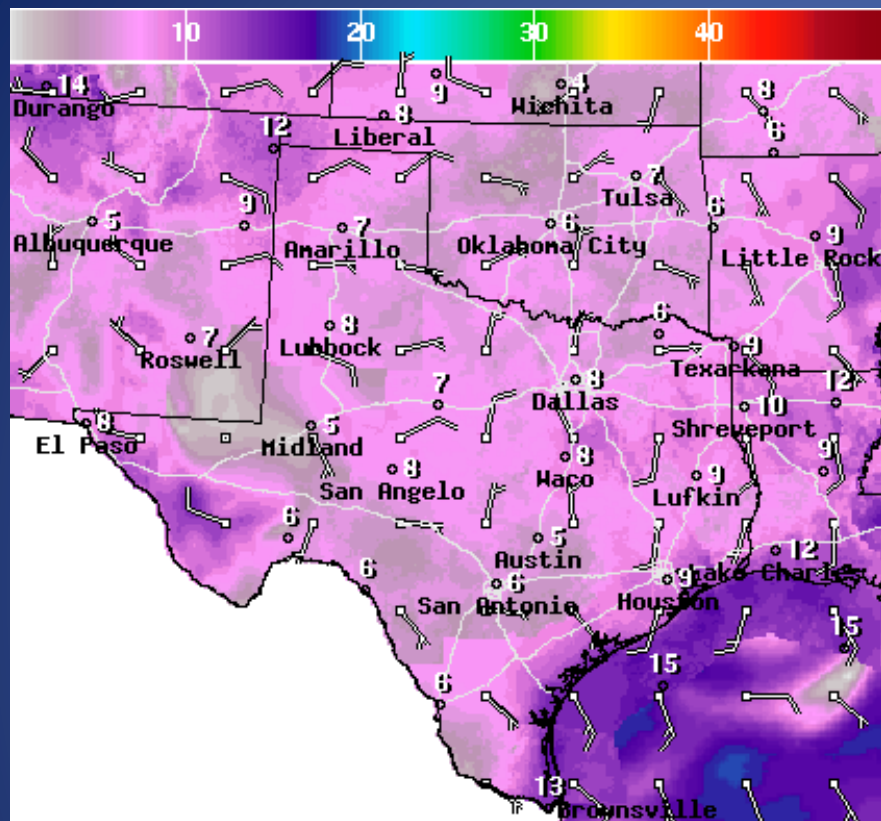 10 20 30 40
14 4 8
Durango 9 Wichita
8
12 Liberal 6
7
Tulsa
5 9 7 6 6 9
Albuquerque Amarillo Oklahoma City Little Rock
7 8 6
Roswell Lubbock 9
Texarkana
8
7 Dallas 10 12
8 5 Shreveport
El Paso Midland
8 8 9 9
San Angelo Waco Lufkin
6 5 12
Austin
6 6 9 Lake Charles
San Antonio Houston
15 15
6
13
Brownsville